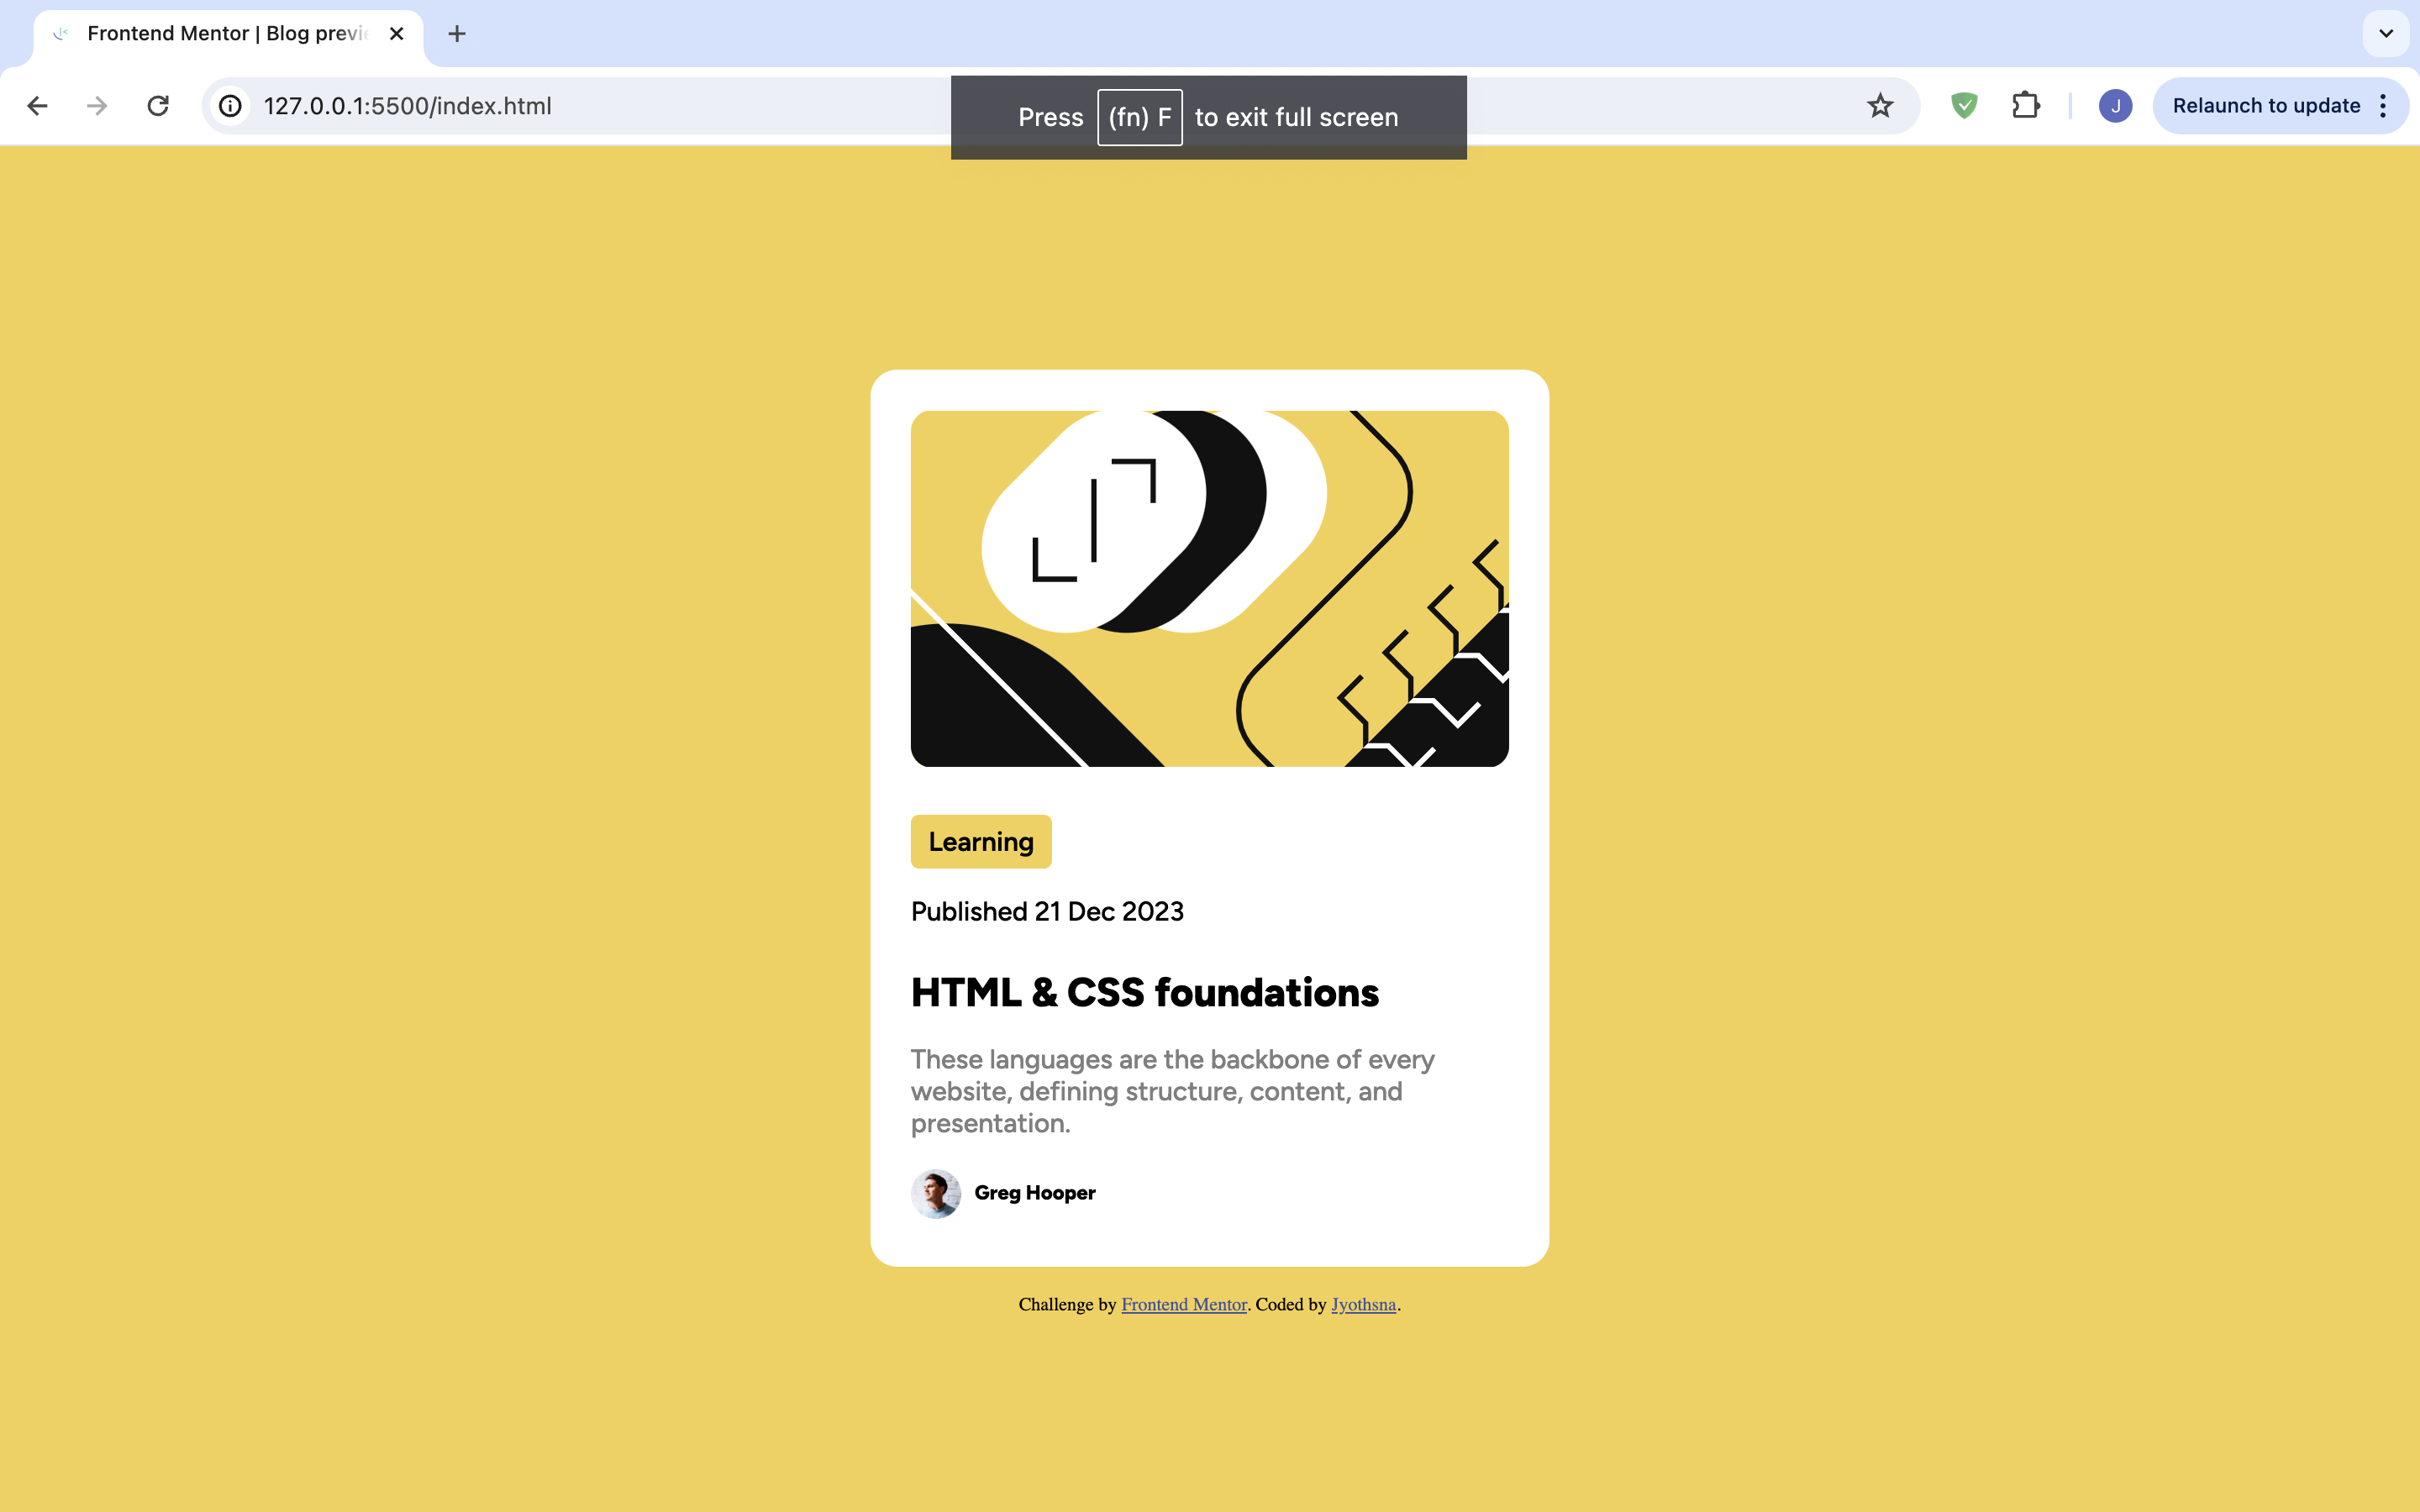 Frontend Mentor | Blog previ
127.0.0.1:5500/index.html
Press (fn) F to exit full screen
J
Relaunch to update
Learning
Published 21 Dec 2023
HTML & CSS foundations
These languages are the backbone of every
website, defining structure, content, and
presentation.
Greg Hooper
Challenge by Frontend Mentor. Coded by Jyothsna.